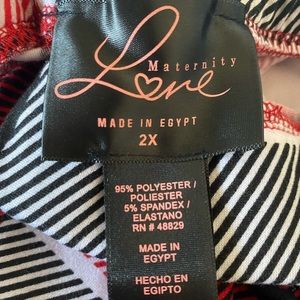 Love
Maternity
MADE IN EGYPT
2X
95% POLYESTER /
POLIESTER
5% SPANDEX /
ELASTANO
RN # 48829
MADE IN
EGYPT
HECHO EN
EGIPTO